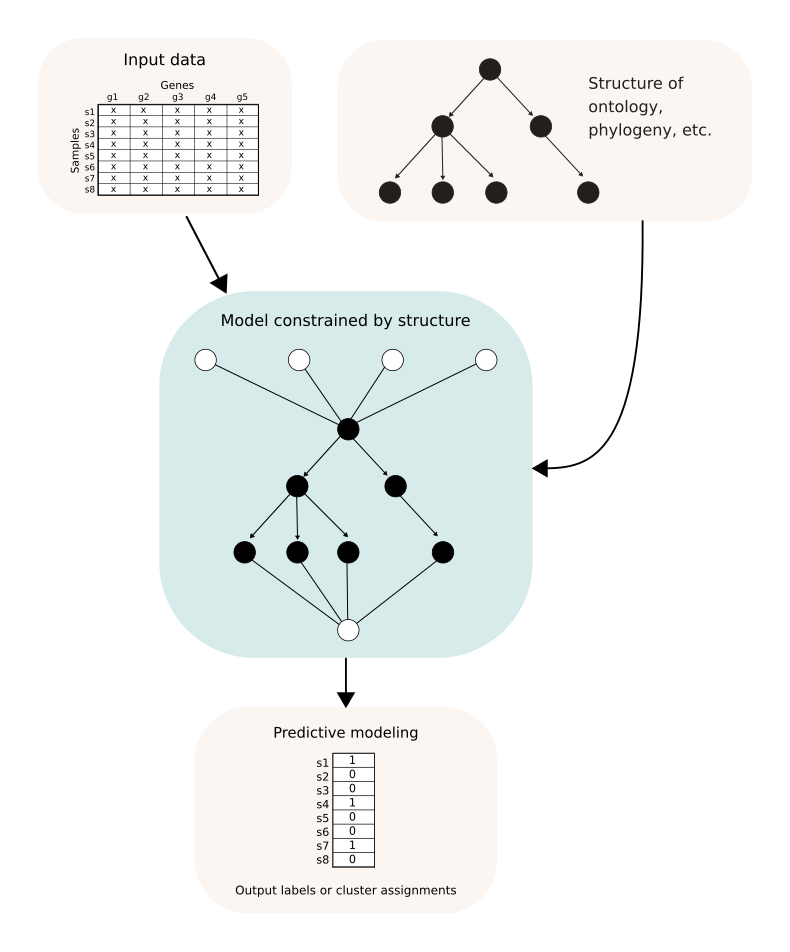 Input data
Genes
g1 g2 g3 g4 g5
Samples
s1 x x x x x
s2 x x x x x
s3 x x x x x
s4 x x x x x
s5 x x x x x
s6 x x x x x
s7 x x x x x
s8 x x x x x
Structure of
ontology,
phylogeny, etc.
Model constrained by structure
Predictive modeling
s1 1
s2 0
s3 0
s4 1
s5 0
s6 0
s7 1
s8 0
Output labels or cluster assignments